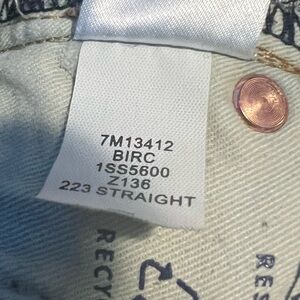 7M13412
BIRC
1SS5600
Z136
223 STRAIGHT
RECY
RES